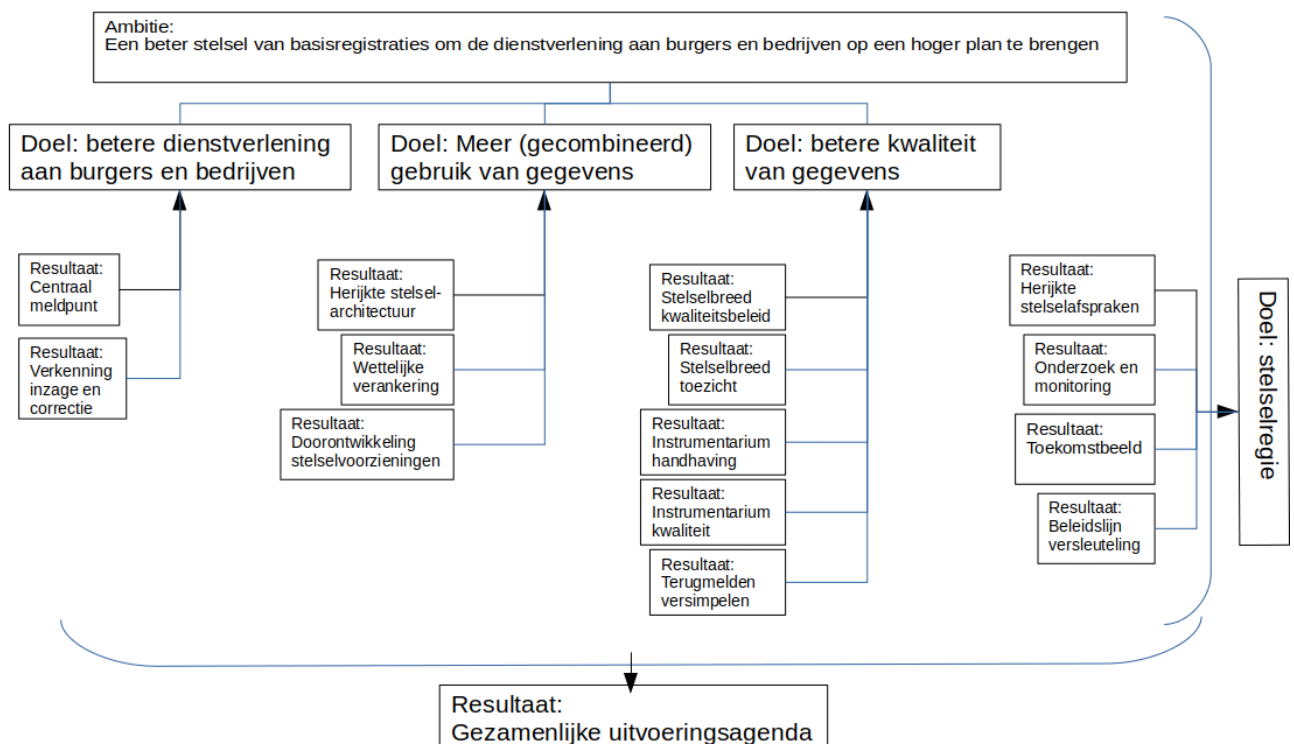 Ambitie:
Een beter stelsel van basisregistraties om de dienstverlening aan burgers en bedrijven op een hoger plan te brengen
Doel: betere dienstverlening
aan burgers en bedrijven
Doel: Meer (gecombineerd)
gebruik van gegevens
Doel: betere kwaliteit
van gegevens
Resultaat:
Centraal
meldpunt
Resultaat:
Verkenning
inzage en
correctie
Resultaat:
Herijkte stelsel-
architectuur
Resultaat:
Wettelijke
verankering
Resultaat:
Doorontwikkeling
stelselvoorzieningen
Resultaat:
Stelselbreed
kwaliteitsbeleid
Resultaat:
Stelselbreed
toezicht
Resultaat:
Instrumentarium
handhaving
Resultaat:
Instrumentarium
kwaliteit
Resultaat:
Terugmelden
versimpelen
Resultaat:
Herijkte
stelselafspraken
Resultaat:
Onderzoek en
monitoring
Resultaat:
Toekomstbeeld
Resultaat:
Beleidslijn
versleuteling
Doel: stelselregie
Resultaat:
Gezamenlijke uitvoeringsagenda